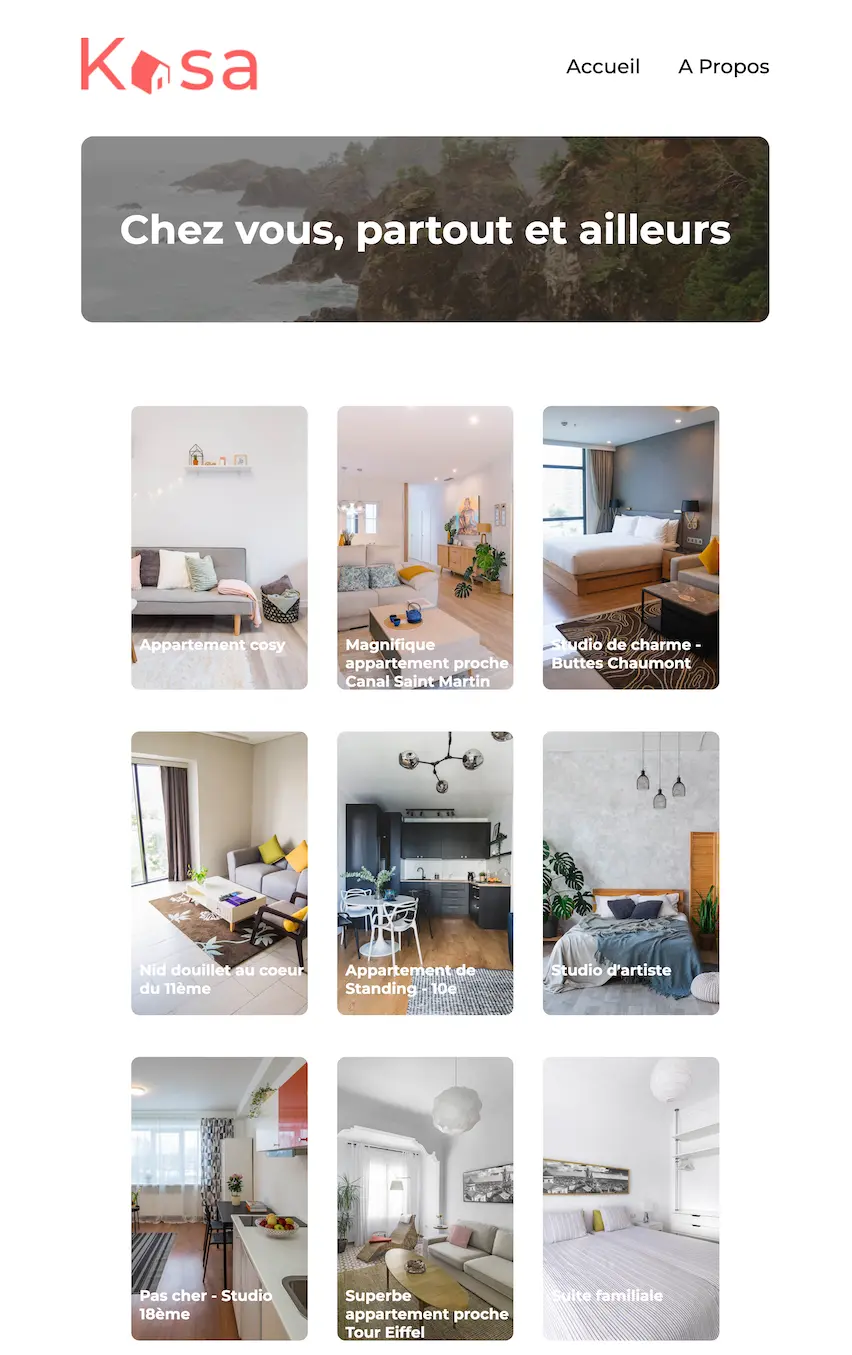 Kasa
Accueil
A Propos
Chez vous, partout et ailleurs
Appartement cosy
Magnifique
appartement proche
Canal Saint Martin
Studio de charme -
Buttes Chaumont
Nid douillet au coeur
du 11ème
Appartement de
Standing - 10e
Studio d'artiste
Pas cher - Studio
18ème
Superbe
appartement proche
Tour Eiffel
Suite familiale